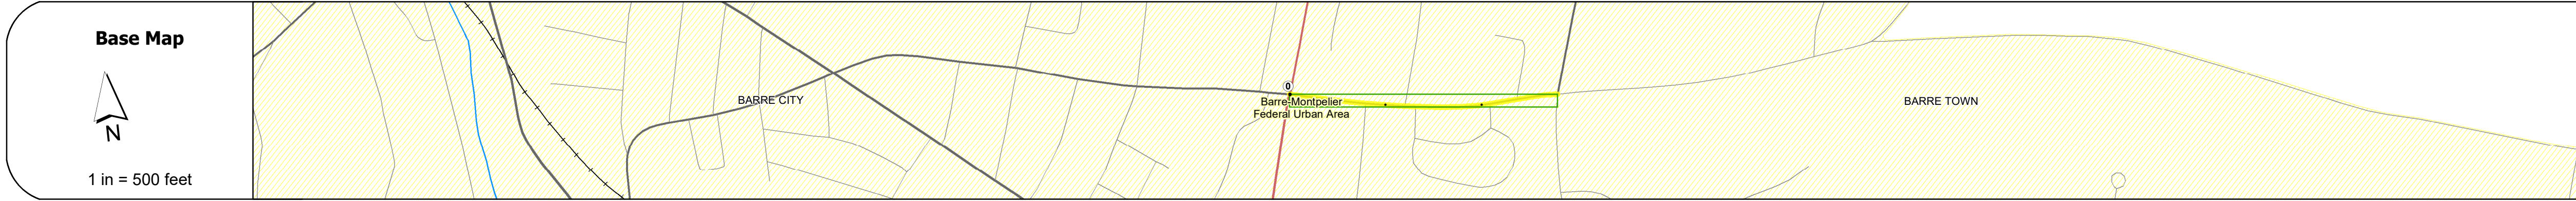 Base Map
N
1 in = 500 feet
BARRE CITY
0
Barre-Montpelier
Federal Urban Area
BARRE TOWN